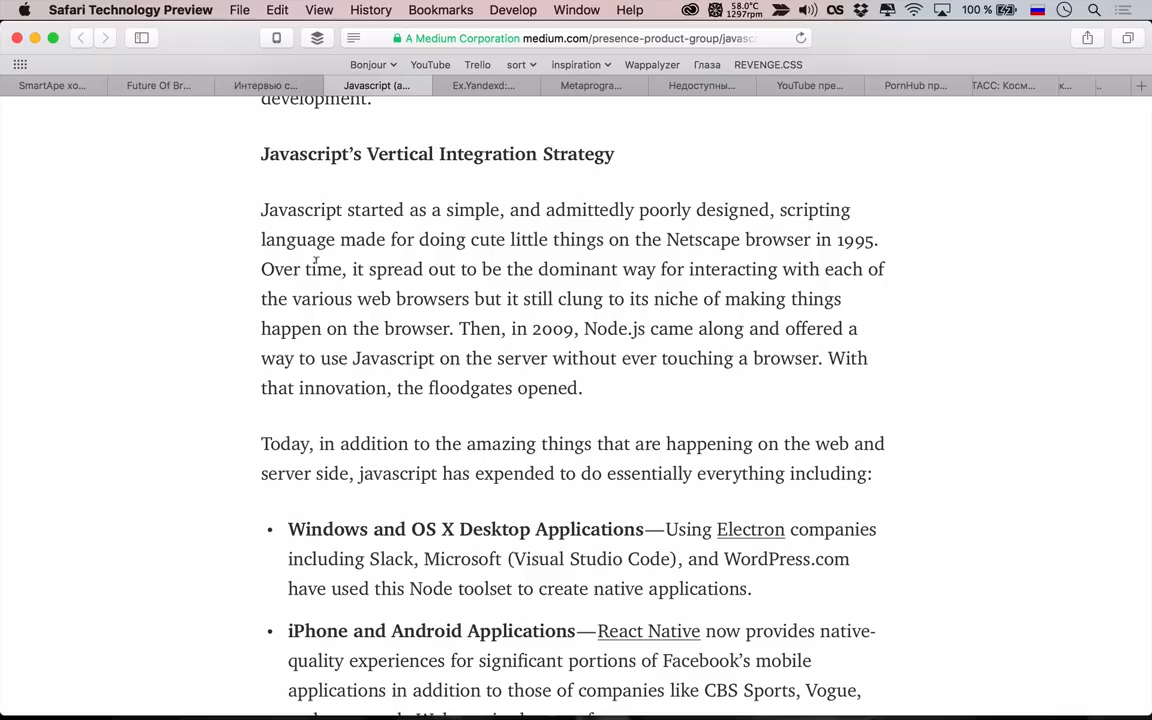 Safari Technology Preview File Edit View History Bookmarks Develop Window Help 58.0°C 1297rpm 100 %
A Medium Corporation medium.com/presence-product-group/javasc
Bonjour YouTube Trello sort inspiration Wappalyzer Глаза REVENGE.CSS
SmartApe хо... Future Of Br... Интервью с... Javascript (a... Ex.Yandexd:... Metaprogra... Недоступны... YouTube пре... PornHub пр... ТАСС: Косм... к... ..
development.
Javascript’s Vertical Integration Strategy
Javascript started as a simple, and admittedly poorly designed, scripting
language made for doing cute little things on the Netscape browser in 1995.
Over time, it spread out to be the dominant way for interacting with each of
the various web browsers but it still clung to its niche of making things
happen on the browser. Then, in 2009, Node.js came along and offered a
way to use Javascript on the server without ever touching a browser. With
that innovation, the floodgates opened.
Today, in addition to the amazing things that are happening on the web and
server side, javascript has expended to do essentially everything including:
• Windows and OS X Desktop Applications—Using Electron companies
including Slack, Microsoft (Visual Studio Code), and WordPress.com
have used this Node toolset to create native applications.
• iPhone and Android Applications—React Native now provides native-
quality experiences for significant portions of Facebook’s mobile
applications in addition to those of companies like CBS Sports, Vogue,